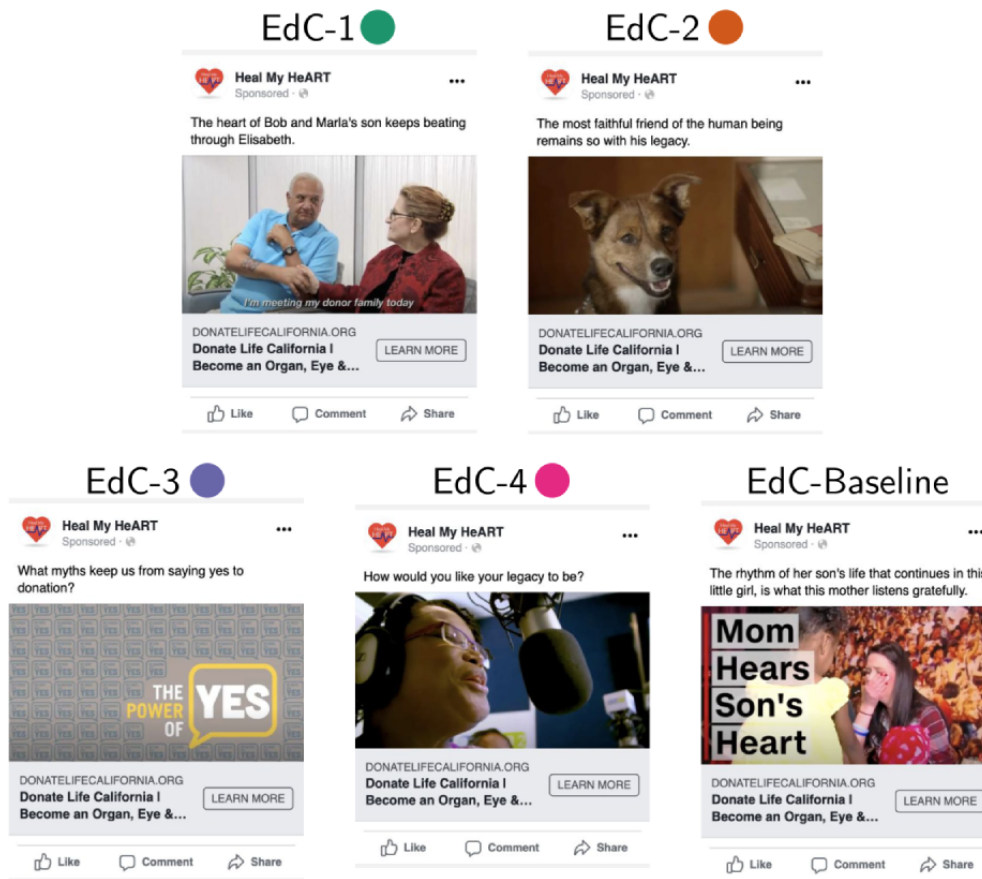 EdC-1
Heal My HeART
Sponsored ·
The heart of Bob and Marla's son keeps beating
through Elisabeth.
I'm meeting my donor family today
DONATELIFECALIFORNIA.ORG
Donate Life California |
Become an Organ, Eye &...
LEARN MORE
Like
Comment
Share
EdC-2
Heal My HeART
Sponsored ·
The most faithful friend of the human being
remains so with his legacy.
DONATELIFECALIFORNIA.ORG
Donate Life California |
Become an Organ, Eye &...
LEARN MORE
Like
Comment
Share
EdC-3
Heal My HeART
Sponsored ·
What myths keep us from saying yes to
donation?
THE
POWER
OF
YES
DONATELIFECALIFORNIA.ORG
Donate Life California |
Become an Organ, Eye &...
LEARN MORE
Like
Comment
Share
EdC-4
Heal My HeART
Sponsored ·
How would you like your legacy to be?
DONATELIFECALIFORNIA.ORG
Donate Life California |
Become an Organ, Eye &...
LEARN MORE
Like
Comment
Share
EdC-Baseline
Heal My HeART
Sponsored ·
The rhythm of her son's life that continues in this
little girl, is what this mother listens gratefully.
Mom
Hears
Son's
Heart
DONATELIFECALIFORNIA.ORG
Donate Life California |
Become an Organ, Eye &...
LEARN MORE
Like
Comment
Share